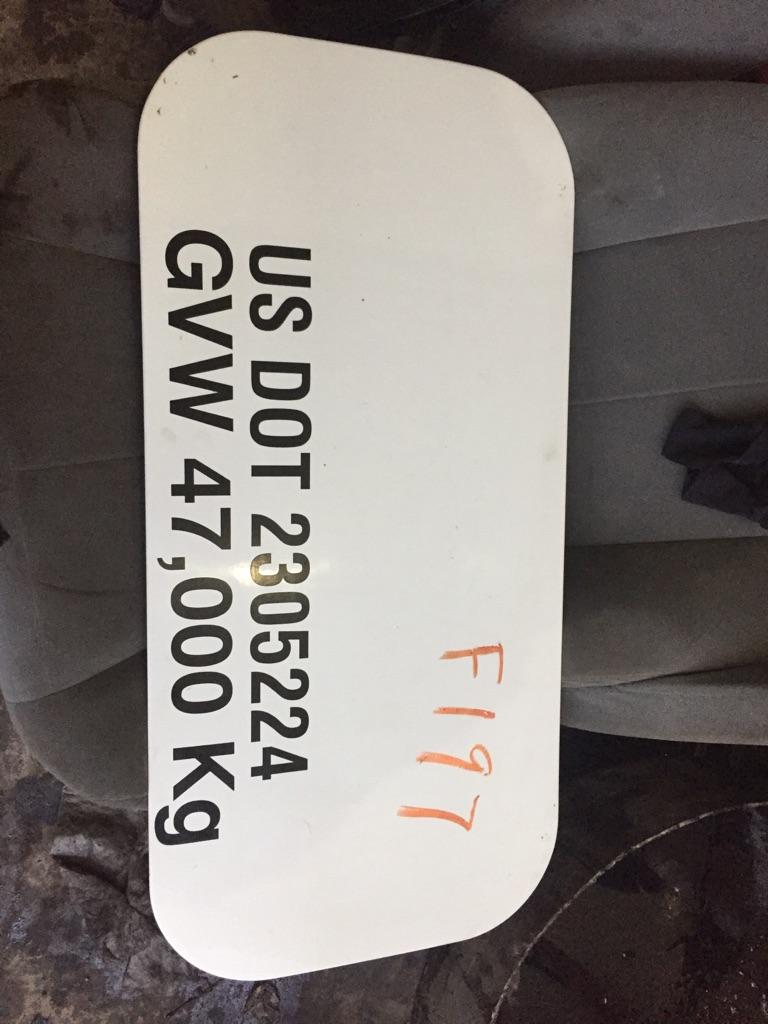 F197
US DOT 2305224
GVW 47,000 Kg